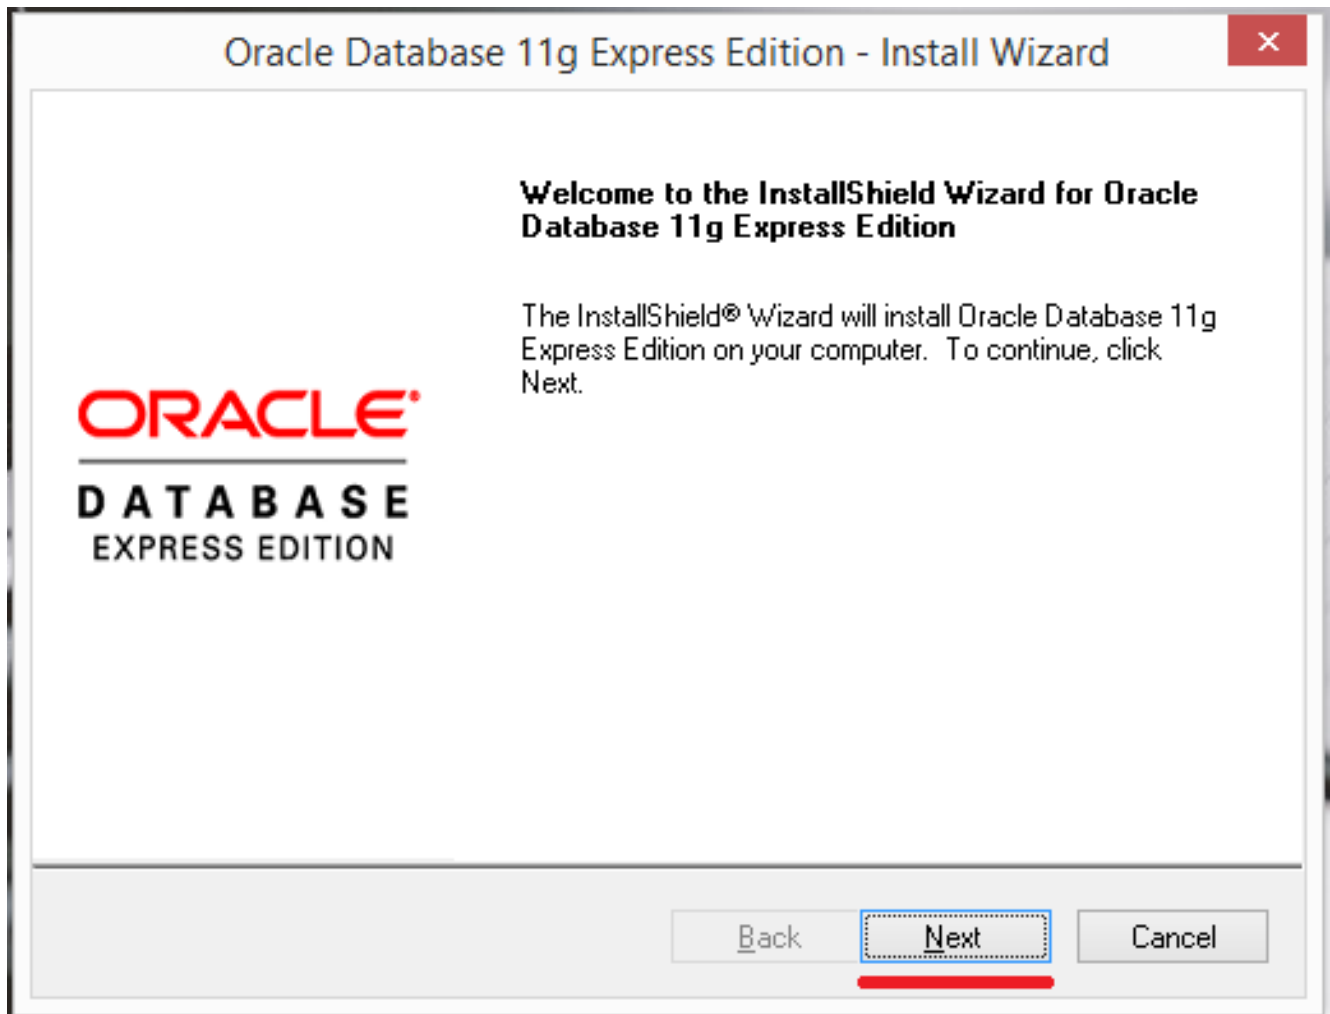 Oracle Database 11g Express Edition - Install Wizard
×
Welcome to the InstallShield Wizard for Oracle
Database 11g Express Edition
The InstallShield® Wizard will install Oracle Database 11g
Express Edition on your computer. To continue, click
Next.
ORACLE
DATABASE
EXPRESS EDITION
Back
Next
Cancel